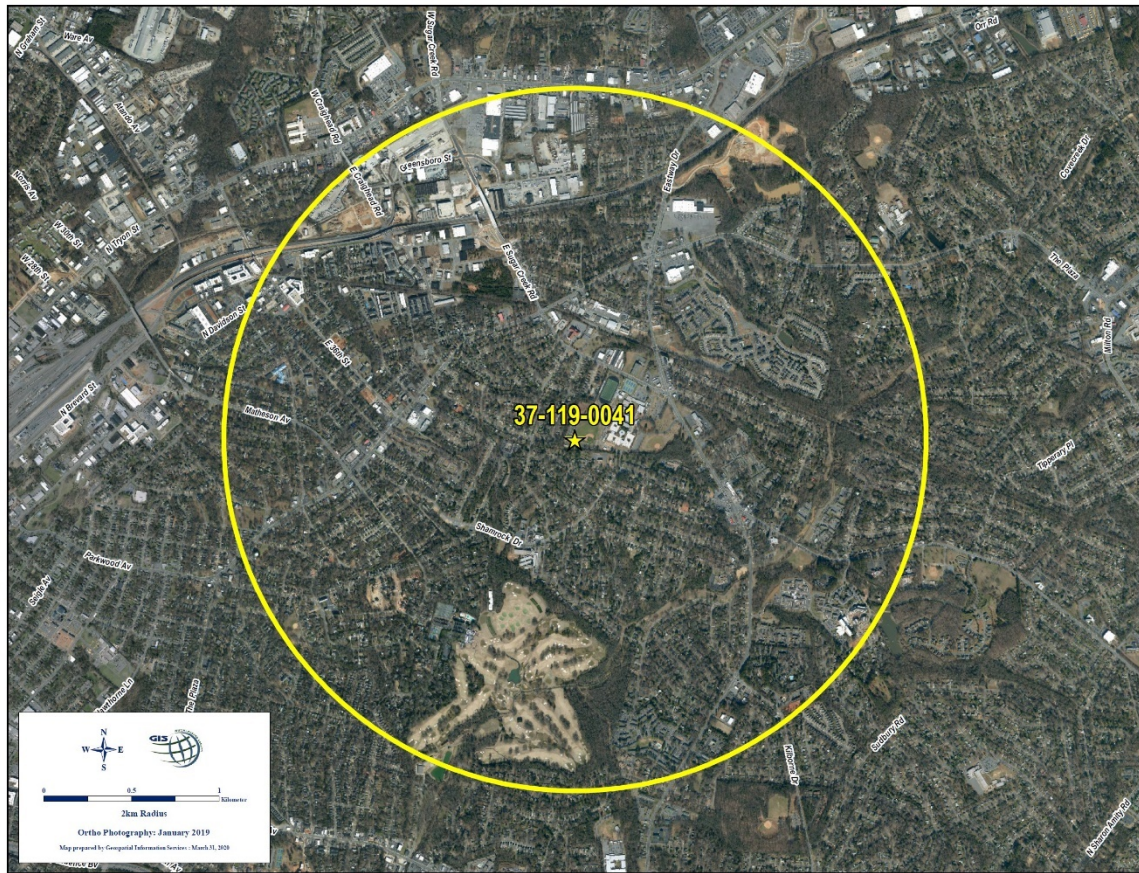 N Graham St
Ware Av
Atando Av
W Sugar Creek Rd
Orr Rd
W Craighead Rd
Greensboro St
E Craighead Rd
Eastway Dr
Covecreek Dr
Norris Av
W 30th St
N Tryon St
W 28th St
E Sugar Creek Rd
The Plaza
Milton Rd
N Davidson St
E 36th St
N Brevard St
Matheson Av
37-119-0041
Tipperary Pl
Shamrock Dr
Parkwood Av
Seigle Av
The Plaza
Sudbury Rd
Kilborne Dr
N Sharon Amity Rd
N
W E
S
GIS
0 0.5 1
Kilometer
2km Radius
Ortho Photography: January 2019
Map prepared by Geospatial Information Services : March 31, 2020